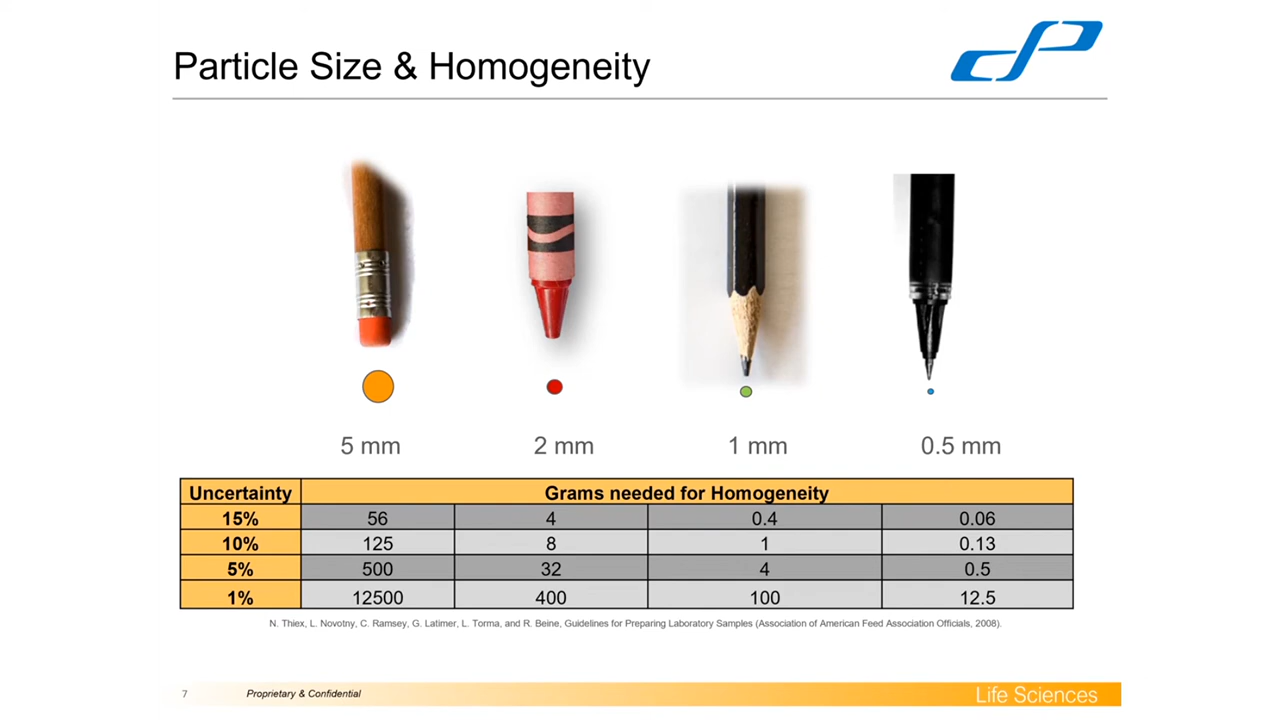 Particle Size & Homogeneity
5 mm 2 mm 1 mm 0.5 mm
Uncertainty Grams needed for Homogeneity
15% 56 4 0.4 0.06
10% 125 8 1 0.13
5% 500 32 4 0.5
1% 12500 400 100 12.5
N. Thiex, L. Novotny, C. Ramsey, G. Latimer, L. Torma, and R. Beine, Guidelines for Preparing Laboratory Samples (Association of American Feed Association Officials, 2008).
7 Proprietary & Confidential Life Sciences